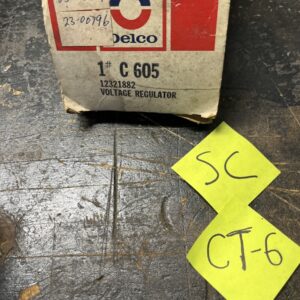 23-00796
Delco
1# C 605
12321882
VOLTAGE REGULATOR
SC
CT-6